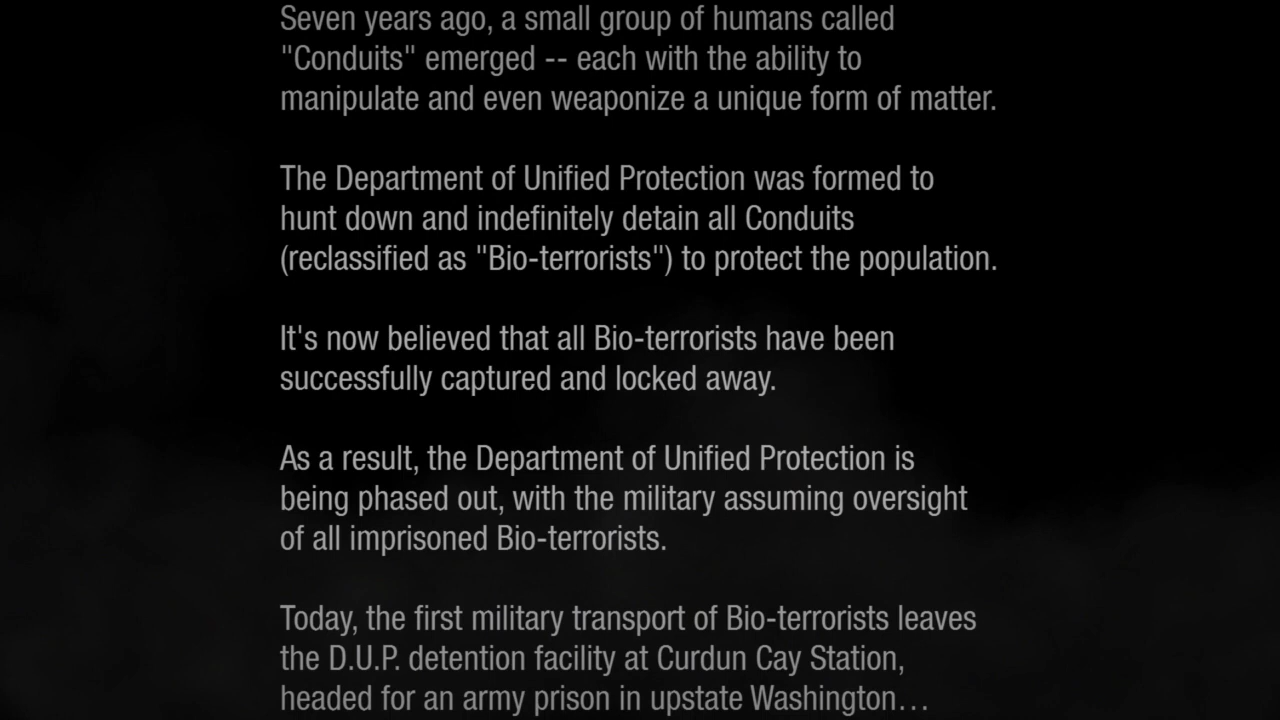 Seven years ago, a small group of humans called
"Conduits" emerged -- each with the ability to
manipulate and even weaponize a unique form of matter.
The Department of Unified Protection was formed to
hunt down and indefinitely detain all Conduits
(reclassified as "Bio-terrorists") to protect the population.
It's now believed that all Bio-terrorists have been
successfully captured and locked away.
As a result, the Department of Unified Protection is
being phased out, with the military assuming oversight
of all imprisoned Bio-terrorists.
Today, the first military transport of Bio-terrorists leaves
the D.U.P. detention facility at Curdun Cay Station,
headed for an army prison in upstate Washington…